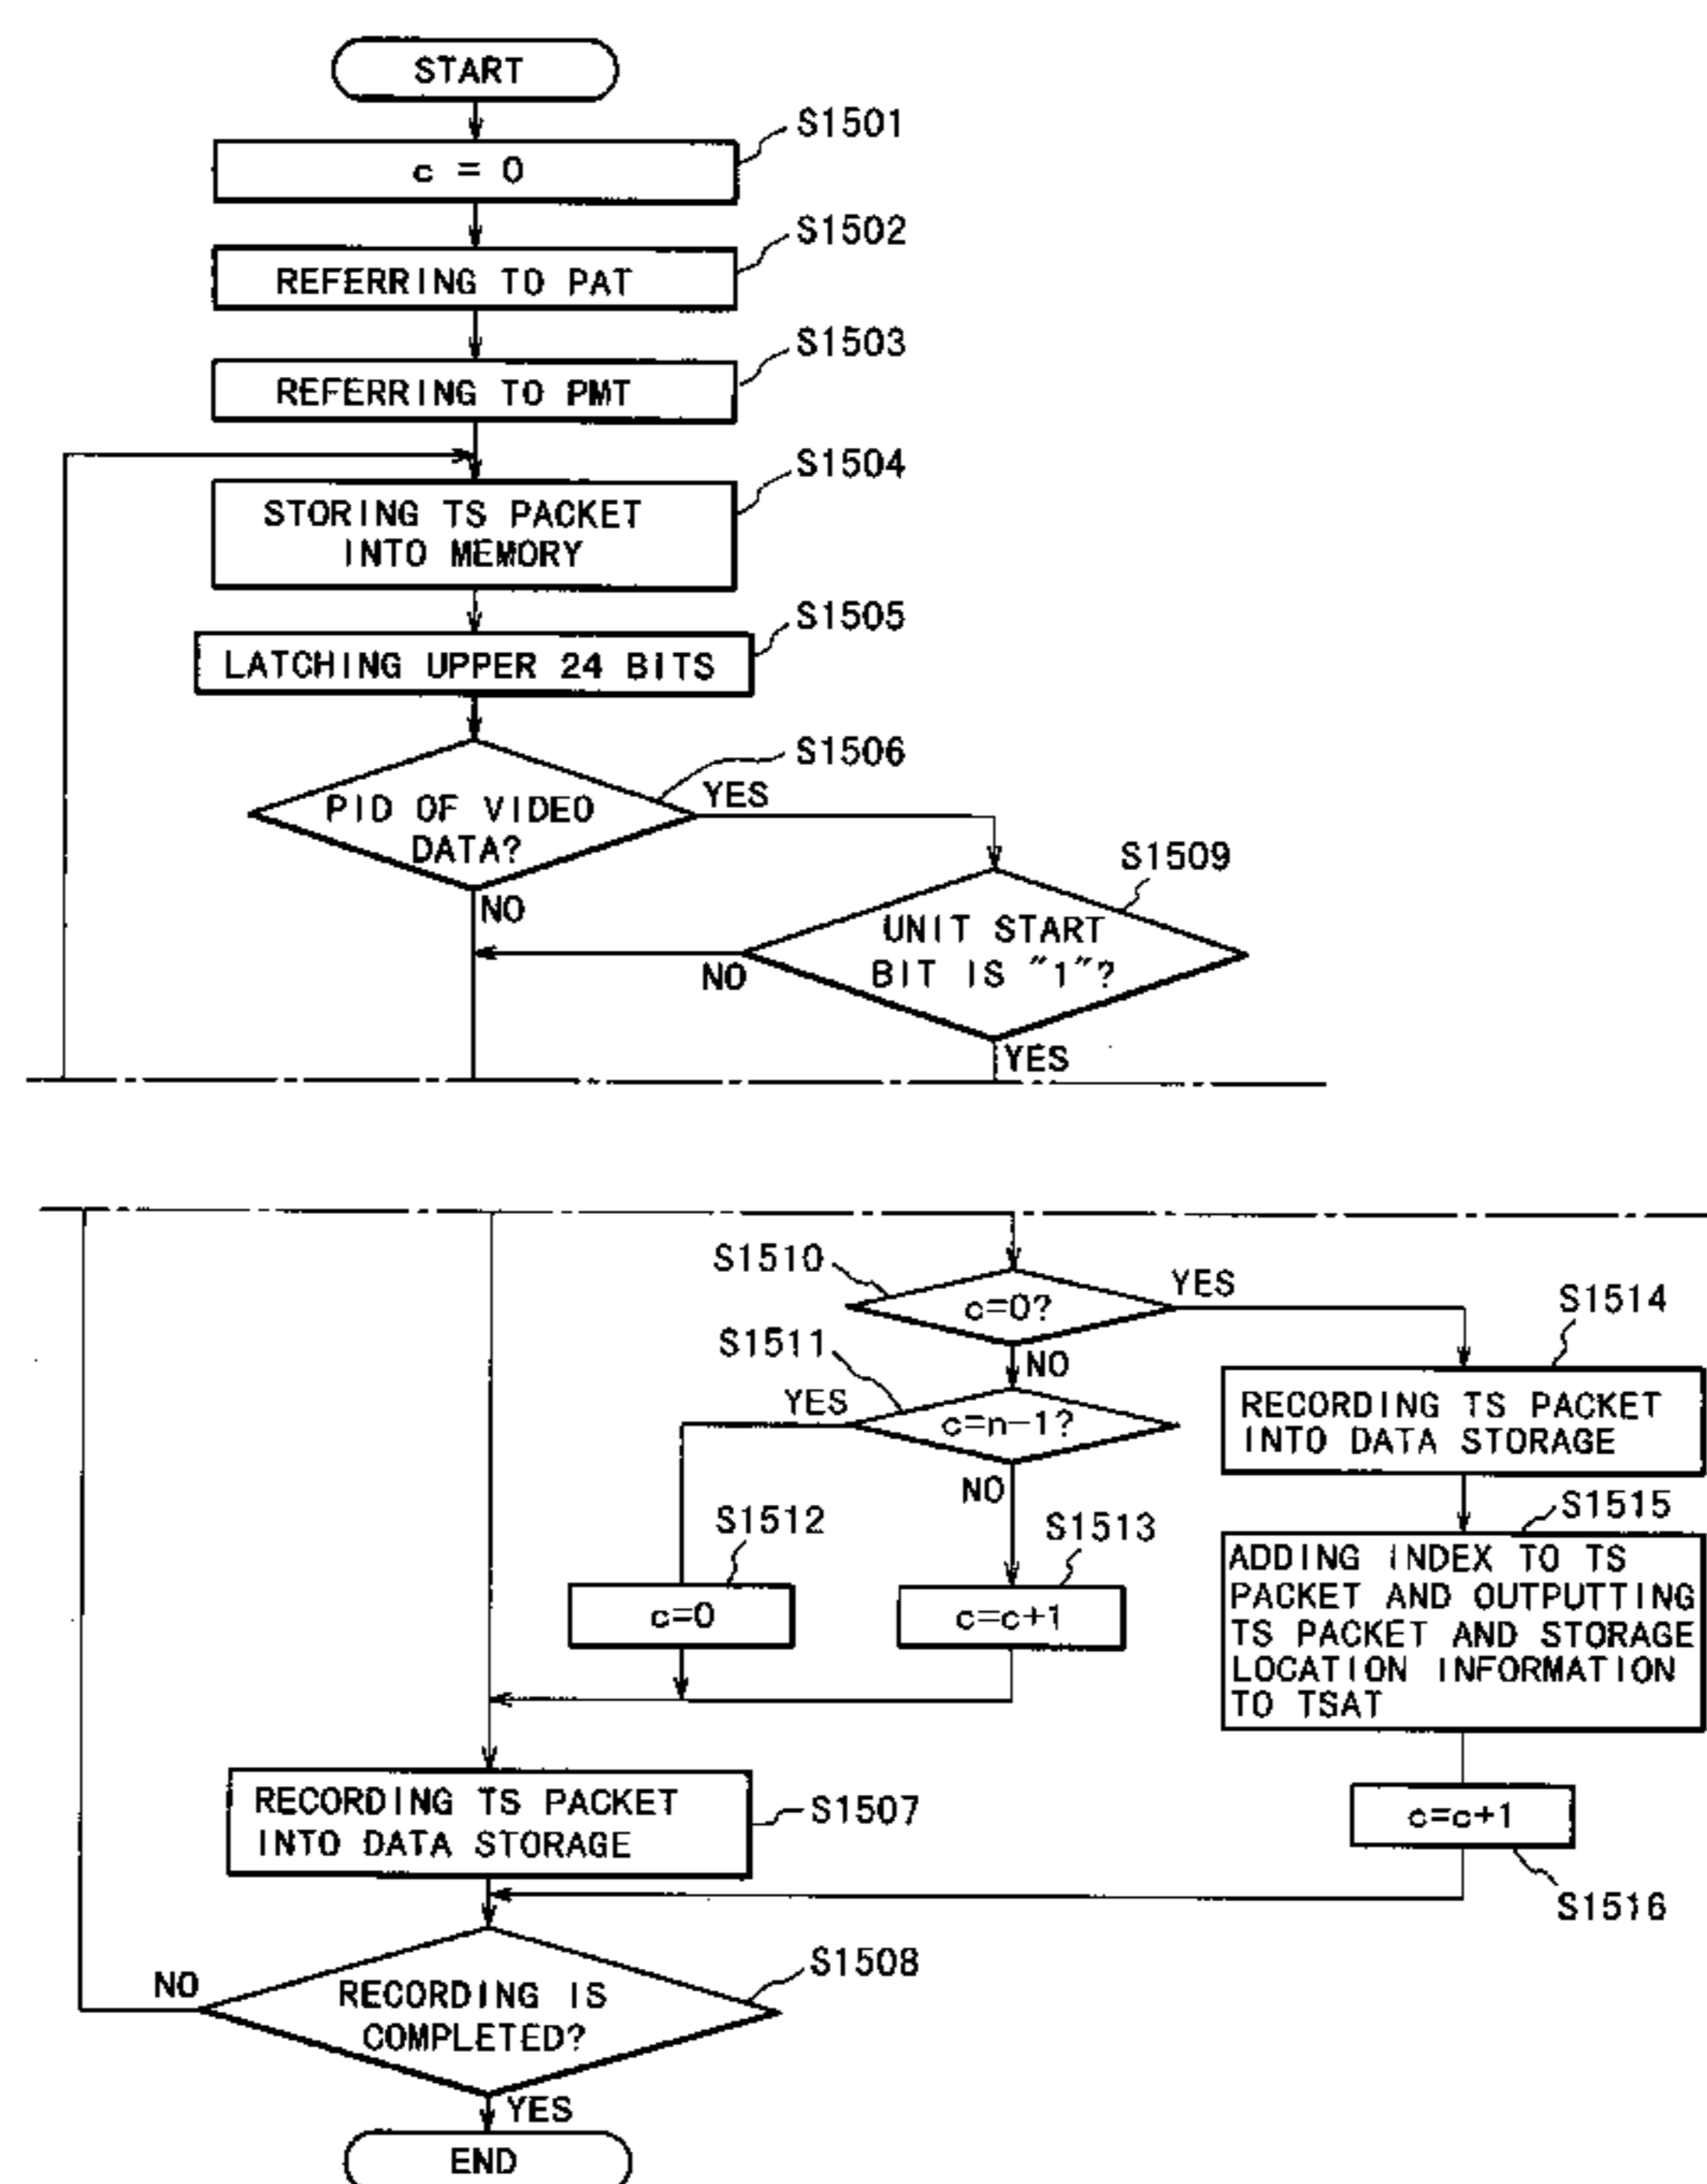 START
S1501
c = 0
S1502
REFERRING TO PAT
S1503
REFERRING TO PMT
S1504
STORING TS PACKET
INTO MEMORY
S1505
LATCHING UPPER 24 BITS
S1506
PID OF VIDEO
DATA?
YES
NO
S1509
UNIT START
BIT IS "1"?
NO
YES
S1510
c=0?
YES
NO
S1511
c=n-1?
YES
NO
S1512
c=0
S1513
c=c+1
S1514
RECORDING TS PACKET
INTO DATA STORAGE
S1515
ADDING INDEX TO TS
PACKET AND OUTPUTTING
TS PACKET AND STORAGE
LOCATION INFORMATION
TO TSAT
c=c+1
S1516
RECORDING TS PACKET
INTO DATA STORAGE
S1507
S1508
RECORDING IS
COMPLETED?
NO
YES
END